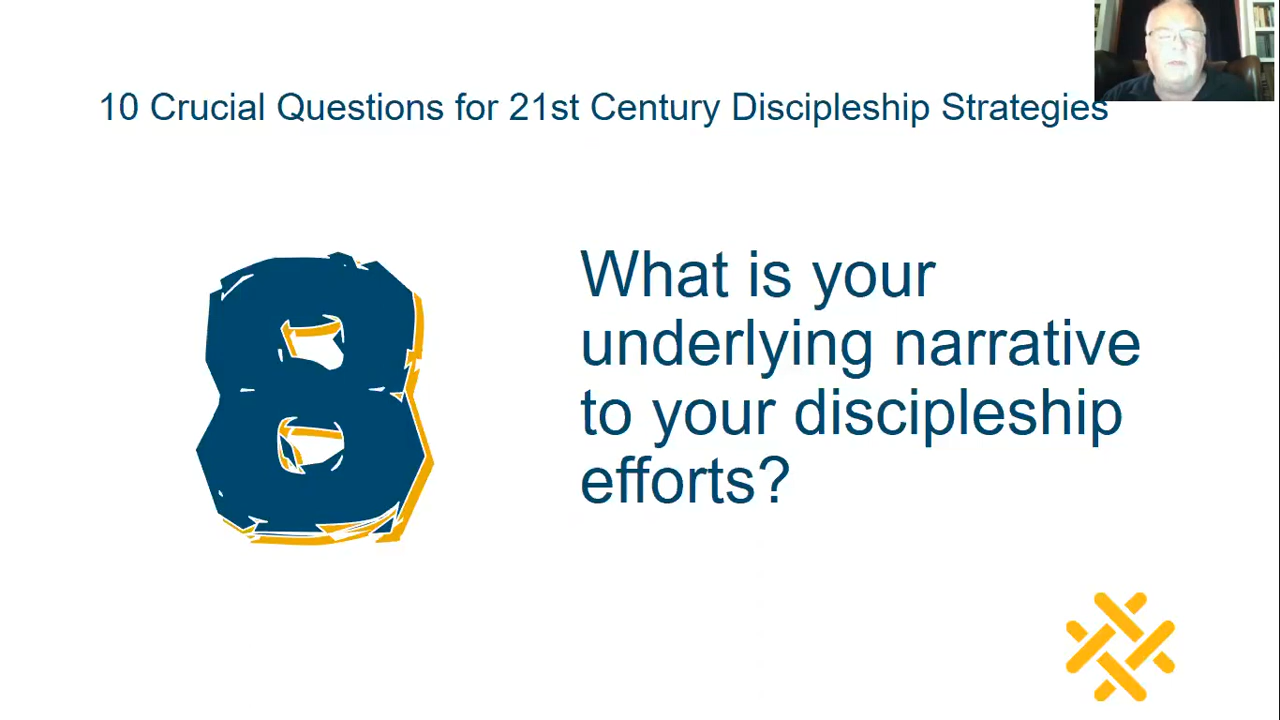 10 Crucial Questions for 21st Century Discipleship Strategies
8
What is your
underlying narrative
to your discipleship
efforts?